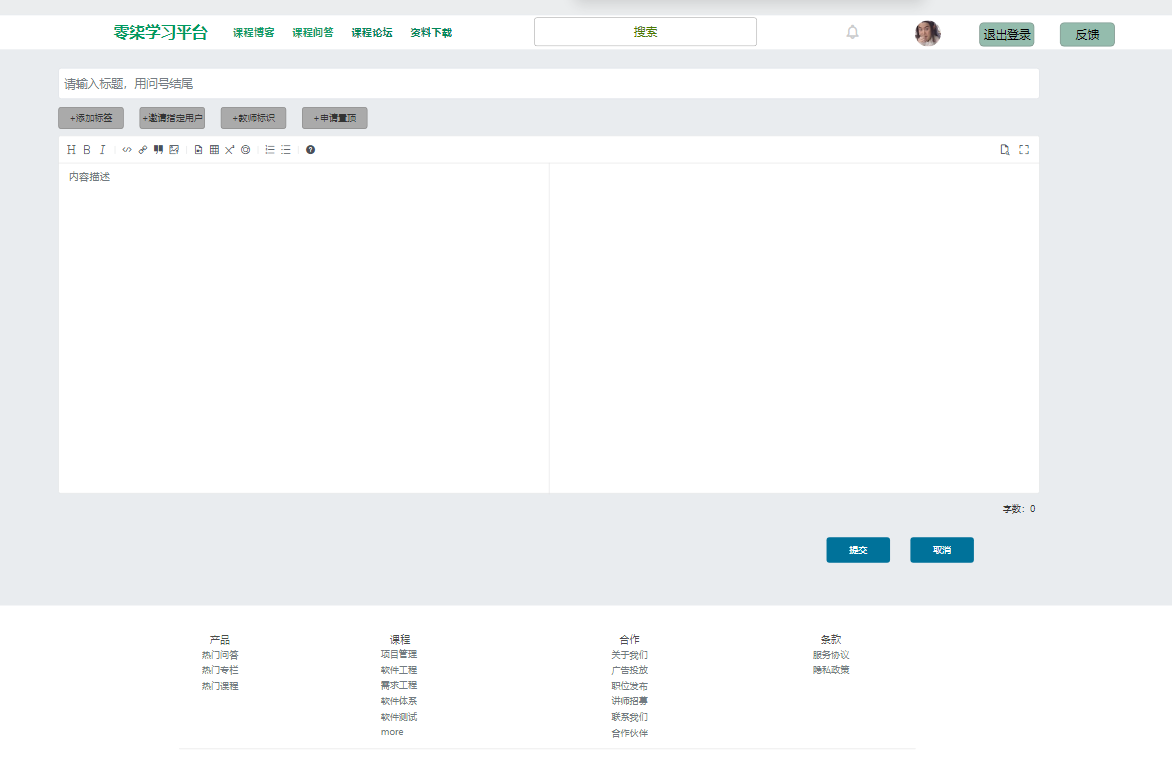 零柒学习平台 课程博客 课程问答 课程论坛 资料下载 搜索 退出登录 反馈
请输入标题，用问号结尾
+添加标签 +邀请指定用户 +教师标识 +申请置顶
H B I
内容描述
字数：0
提交 取消
产品 课程 合作 条款
热门问答 项目管理 关于我们 服务协议
热门专栏 软件工程 广告投放 隐私政策
热门课程 需求工程 职位发布
软件体系 讲师招募
软件测试 联系我们
more 合作伙伴